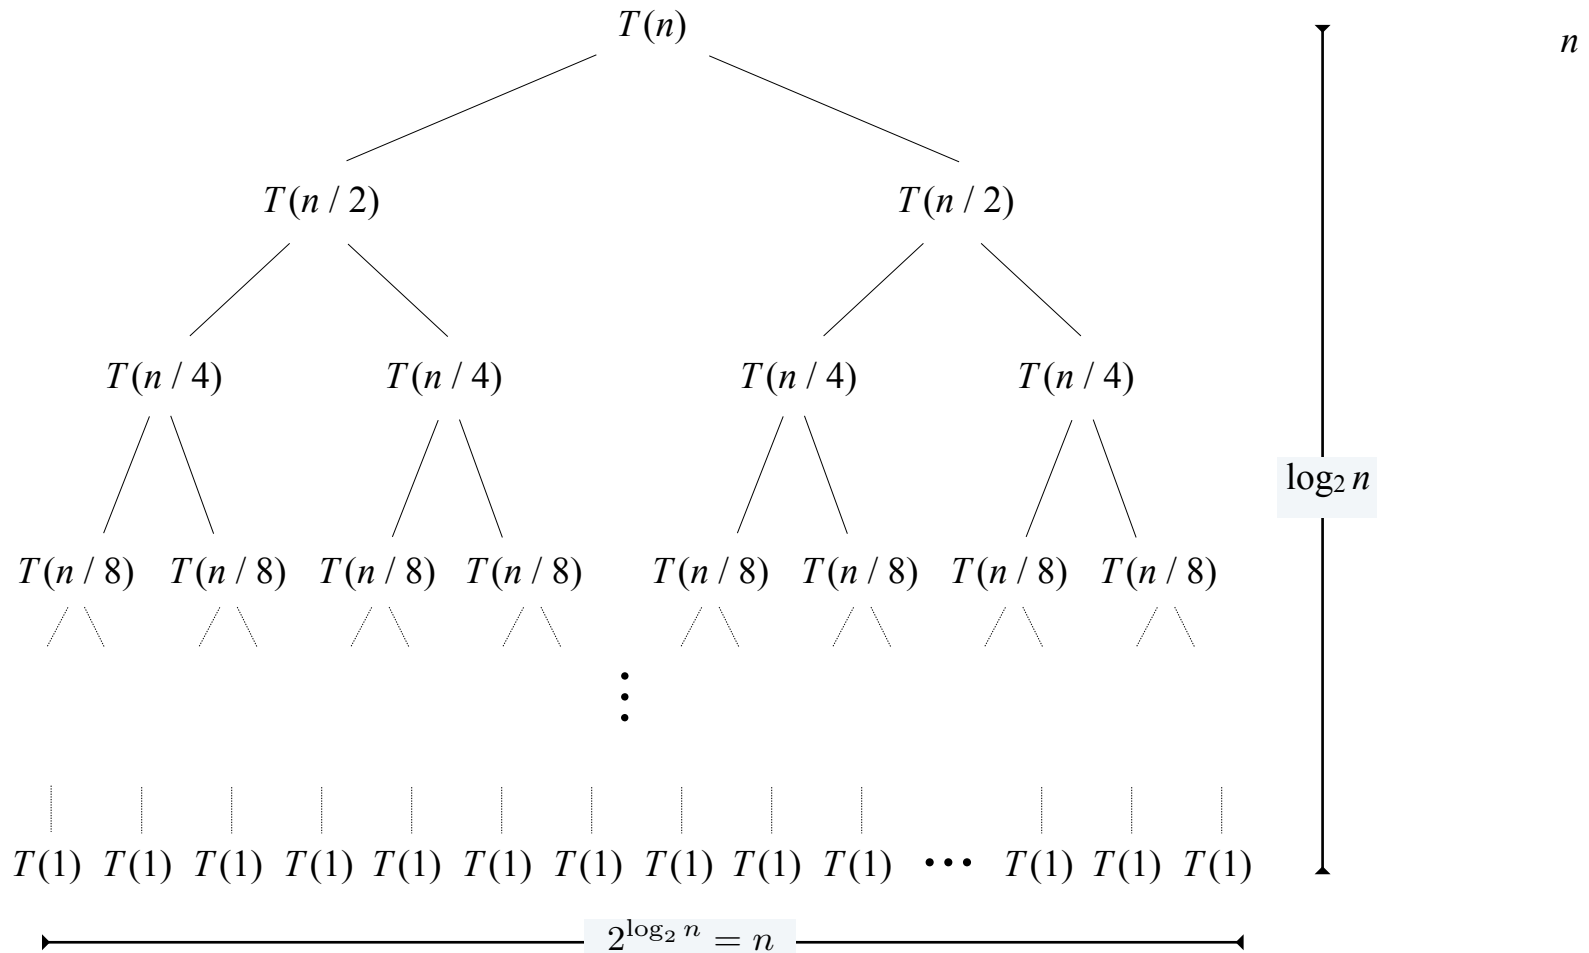 T(n) n
T(n / 2) T(n / 2)
T(n / 4) T(n / 4) T(n / 4) T(n / 4)
log₂ n
T(n / 8) T(n / 8) T(n / 8) T(n / 8) T(n / 8) T(n / 8) T(n / 8) T(n / 8)
⋮
T(1) T(1) T(1) T(1) T(1) T(1) T(1) T(1) T(1) T(1) ⋯ T(1) T(1) T(1)
2^{log₂ n} = n